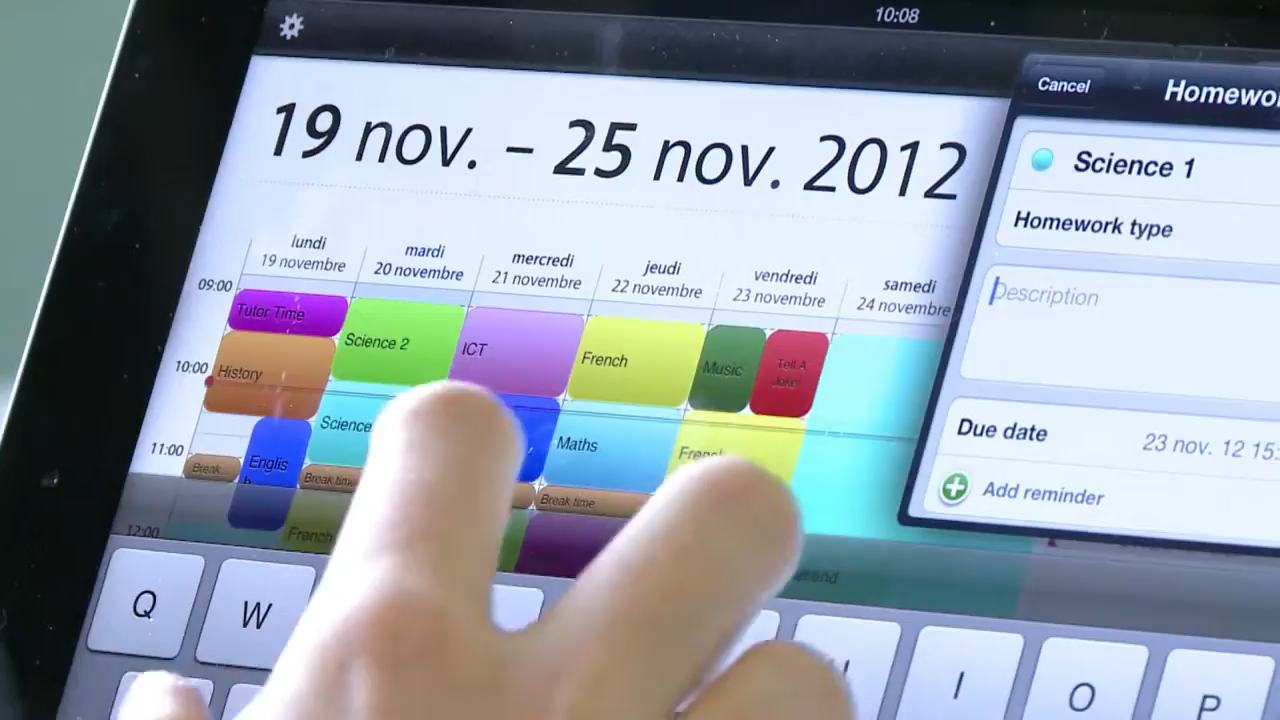 10:08
19 nov. – 25 nov. 2012
lundi
19 novembre
mardi
20 novembre
mercredi
21 novembre
jeudi
22 novembre
vendredi
23 novembre
samedi
24 novembre
09:00
10:00
11:00
12:00
Tutor Time
History
Englis
h
Break
Science 2
Science
Break time
French
ICT
French
Maths
Break time
Music
Tell A
Joke!
French
Cancel
Homewo
Science 1
Homework type
Description
Due date
23 nov. 12 15:
Add reminder
Q
W
I
O
P